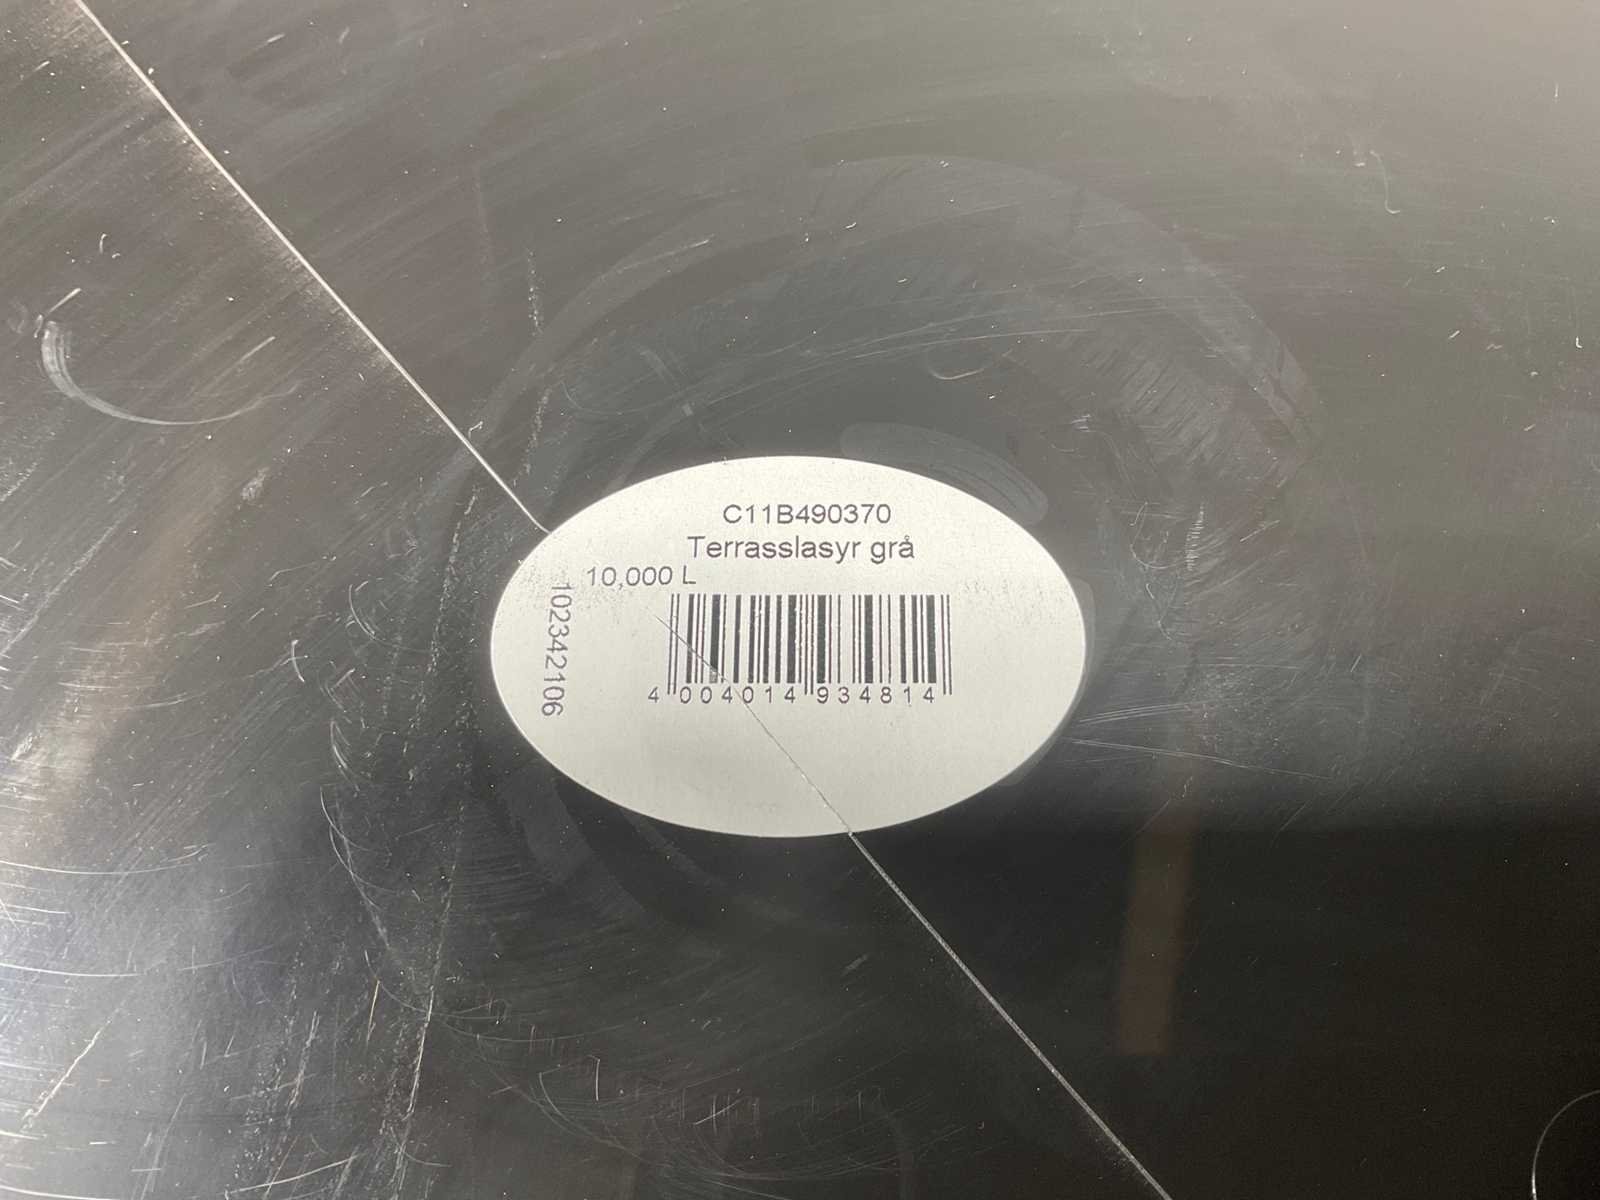 C11B490370
Terrasslasyr grå
10,000 L
102342106
4 004014 934814